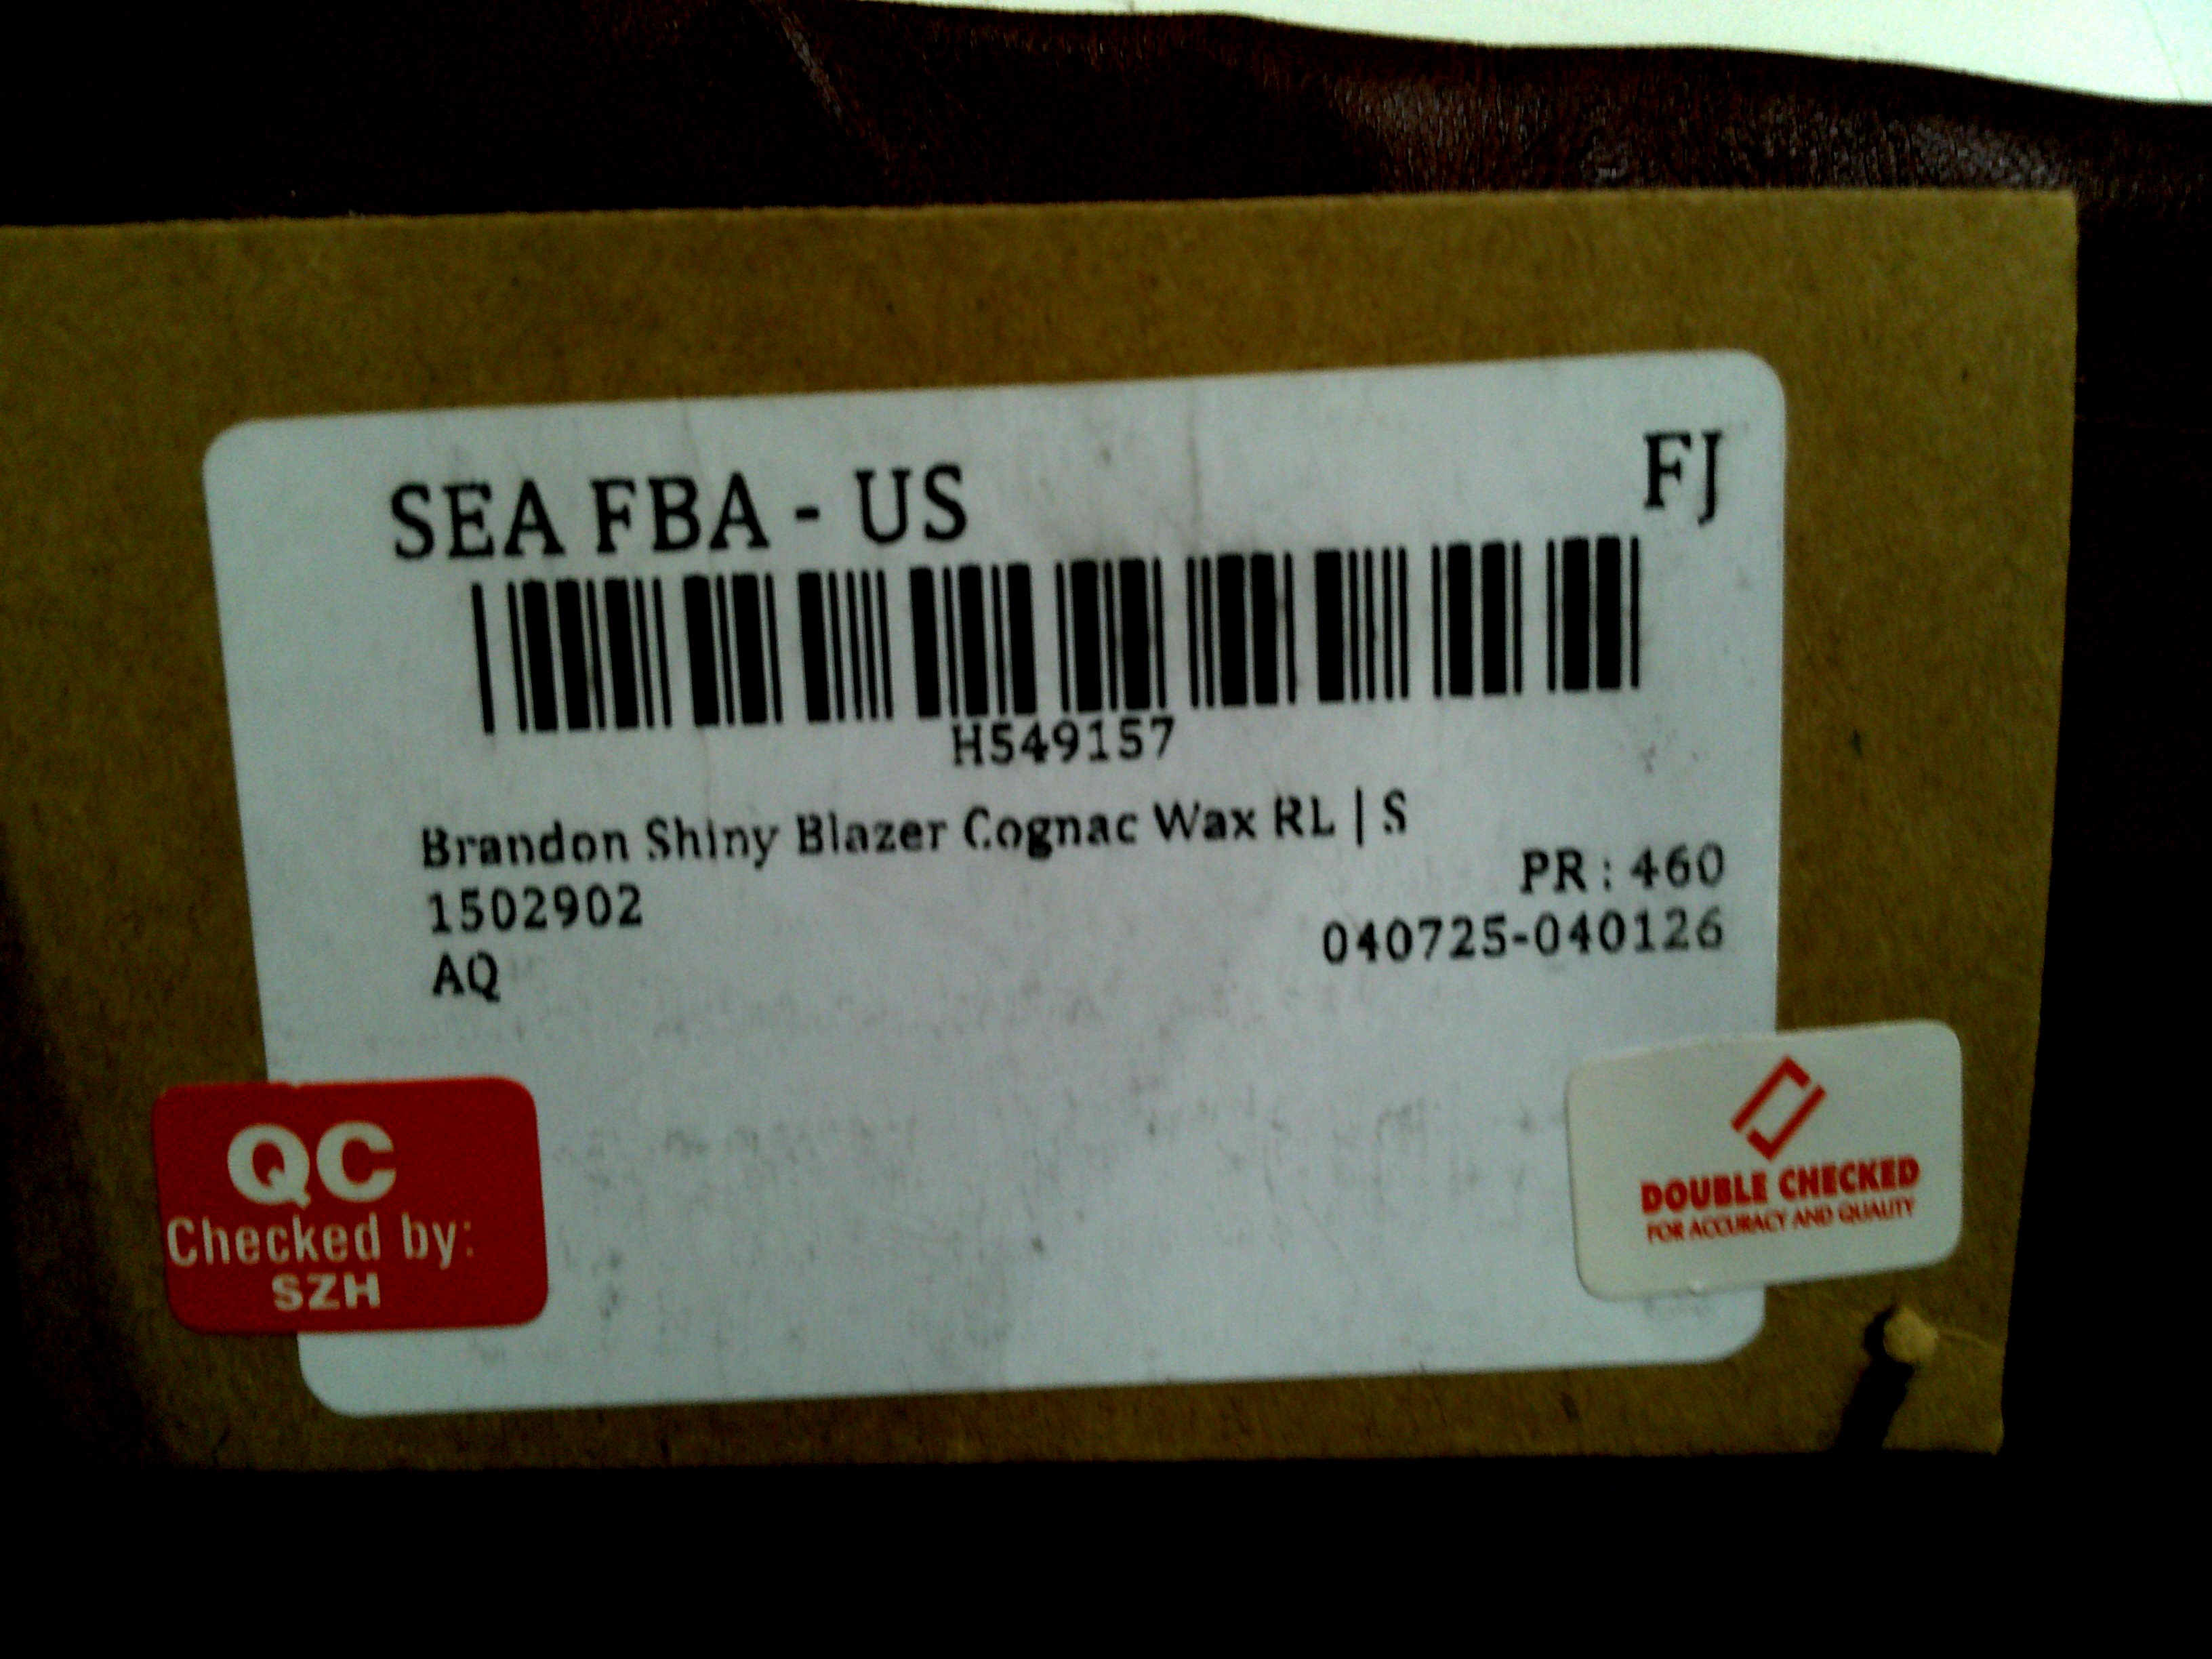 SEA FBA - US
FJ
H549157
Brandon Shiny Blazer Cognac Wax RL | S
1502902
PR : 460
040725-040126
AQ
QC
Checked by:
SZH
DOUBLE CHECKED
FOR ACCURACY AND QUALITY